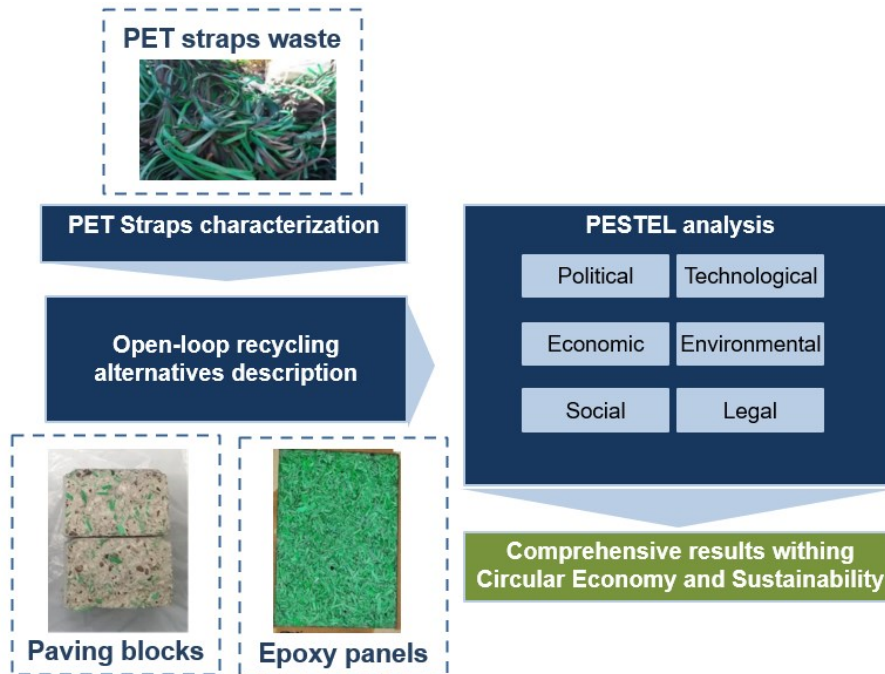 PET straps waste
PET Straps characterization
Open-loop recycling
alternatives description
Paving blocks
Epoxy panels
PESTEL analysis
Political
Technological
Economic
Environmental
Social
Legal
Comprehensive results withing
Circular Economy and Sustainability